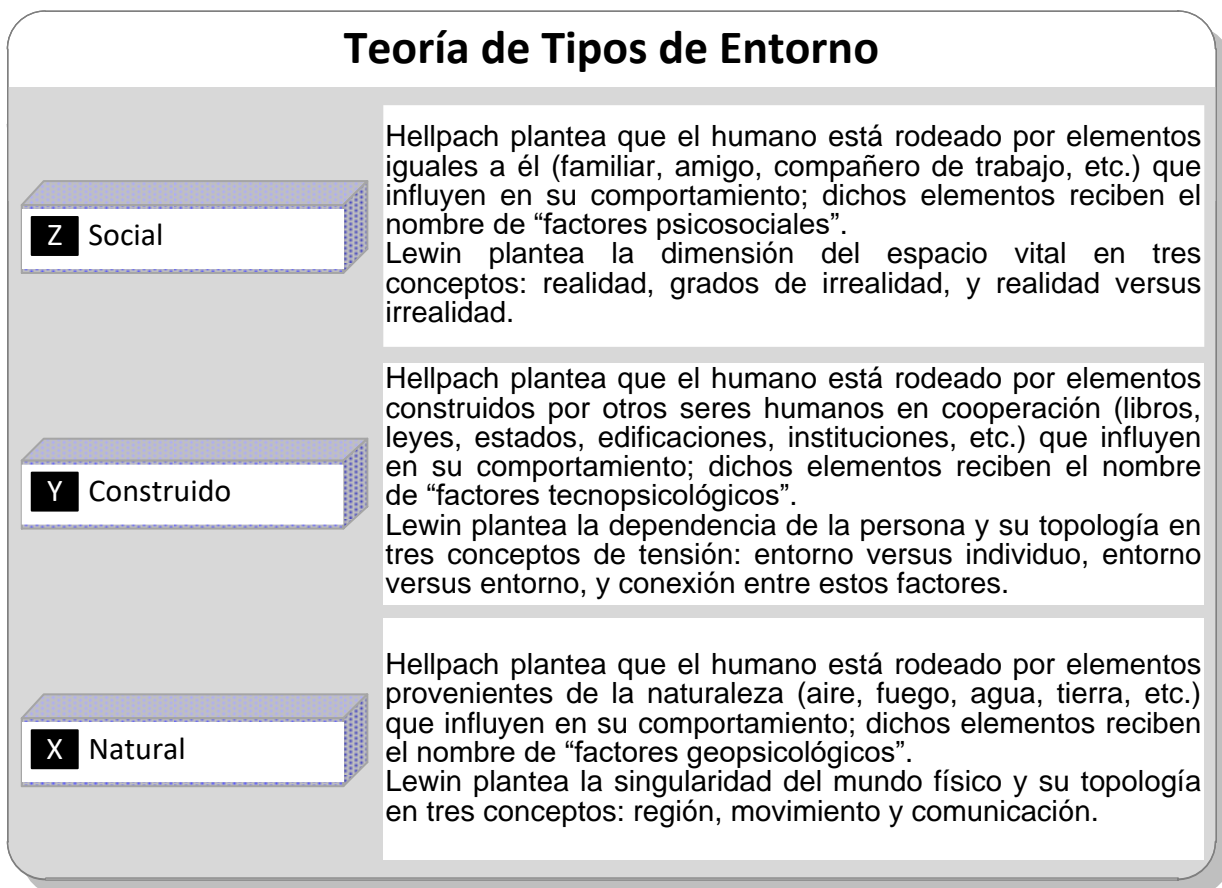 Teoría de Tipos de Entorno
Z Social
Hellpach plantea que el humano está rodeado por elementos
iguales a él (familiar, amigo, compañero de trabajo, etc.) que
influyen en su comportamiento; dichos elementos reciben el
nombre de “factores psicosociales”.
Lewin plantea la dimensión del espacio vital en tres
conceptos: realidad, grados de irrealidad, y realidad versus
irrealidad.
Y Construido
Hellpach plantea que el humano está rodeado por elementos
construidos por otros seres humanos en cooperación (libros,
leyes, estados, edificaciones, instituciones, etc.) que influyen
en su comportamiento; dichos elementos reciben el nombre
de “factores tecnopsicológicos”.
Lewin plantea la dependencia de la persona y su topología en
tres conceptos de tensión: entorno versus individuo, entorno
versus entorno, y conexión entre estos factores.
X Natural
Hellpach plantea que el humano está rodeado por elementos
provenientes de la naturaleza (aire, fuego, agua, tierra, etc.)
que influyen en su comportamiento; dichos elementos reciben
el nombre de “factores geopsicológicos”.
Lewin plantea la singularidad del mundo físico y su topología
en tres conceptos: región, movimiento y comunicación.